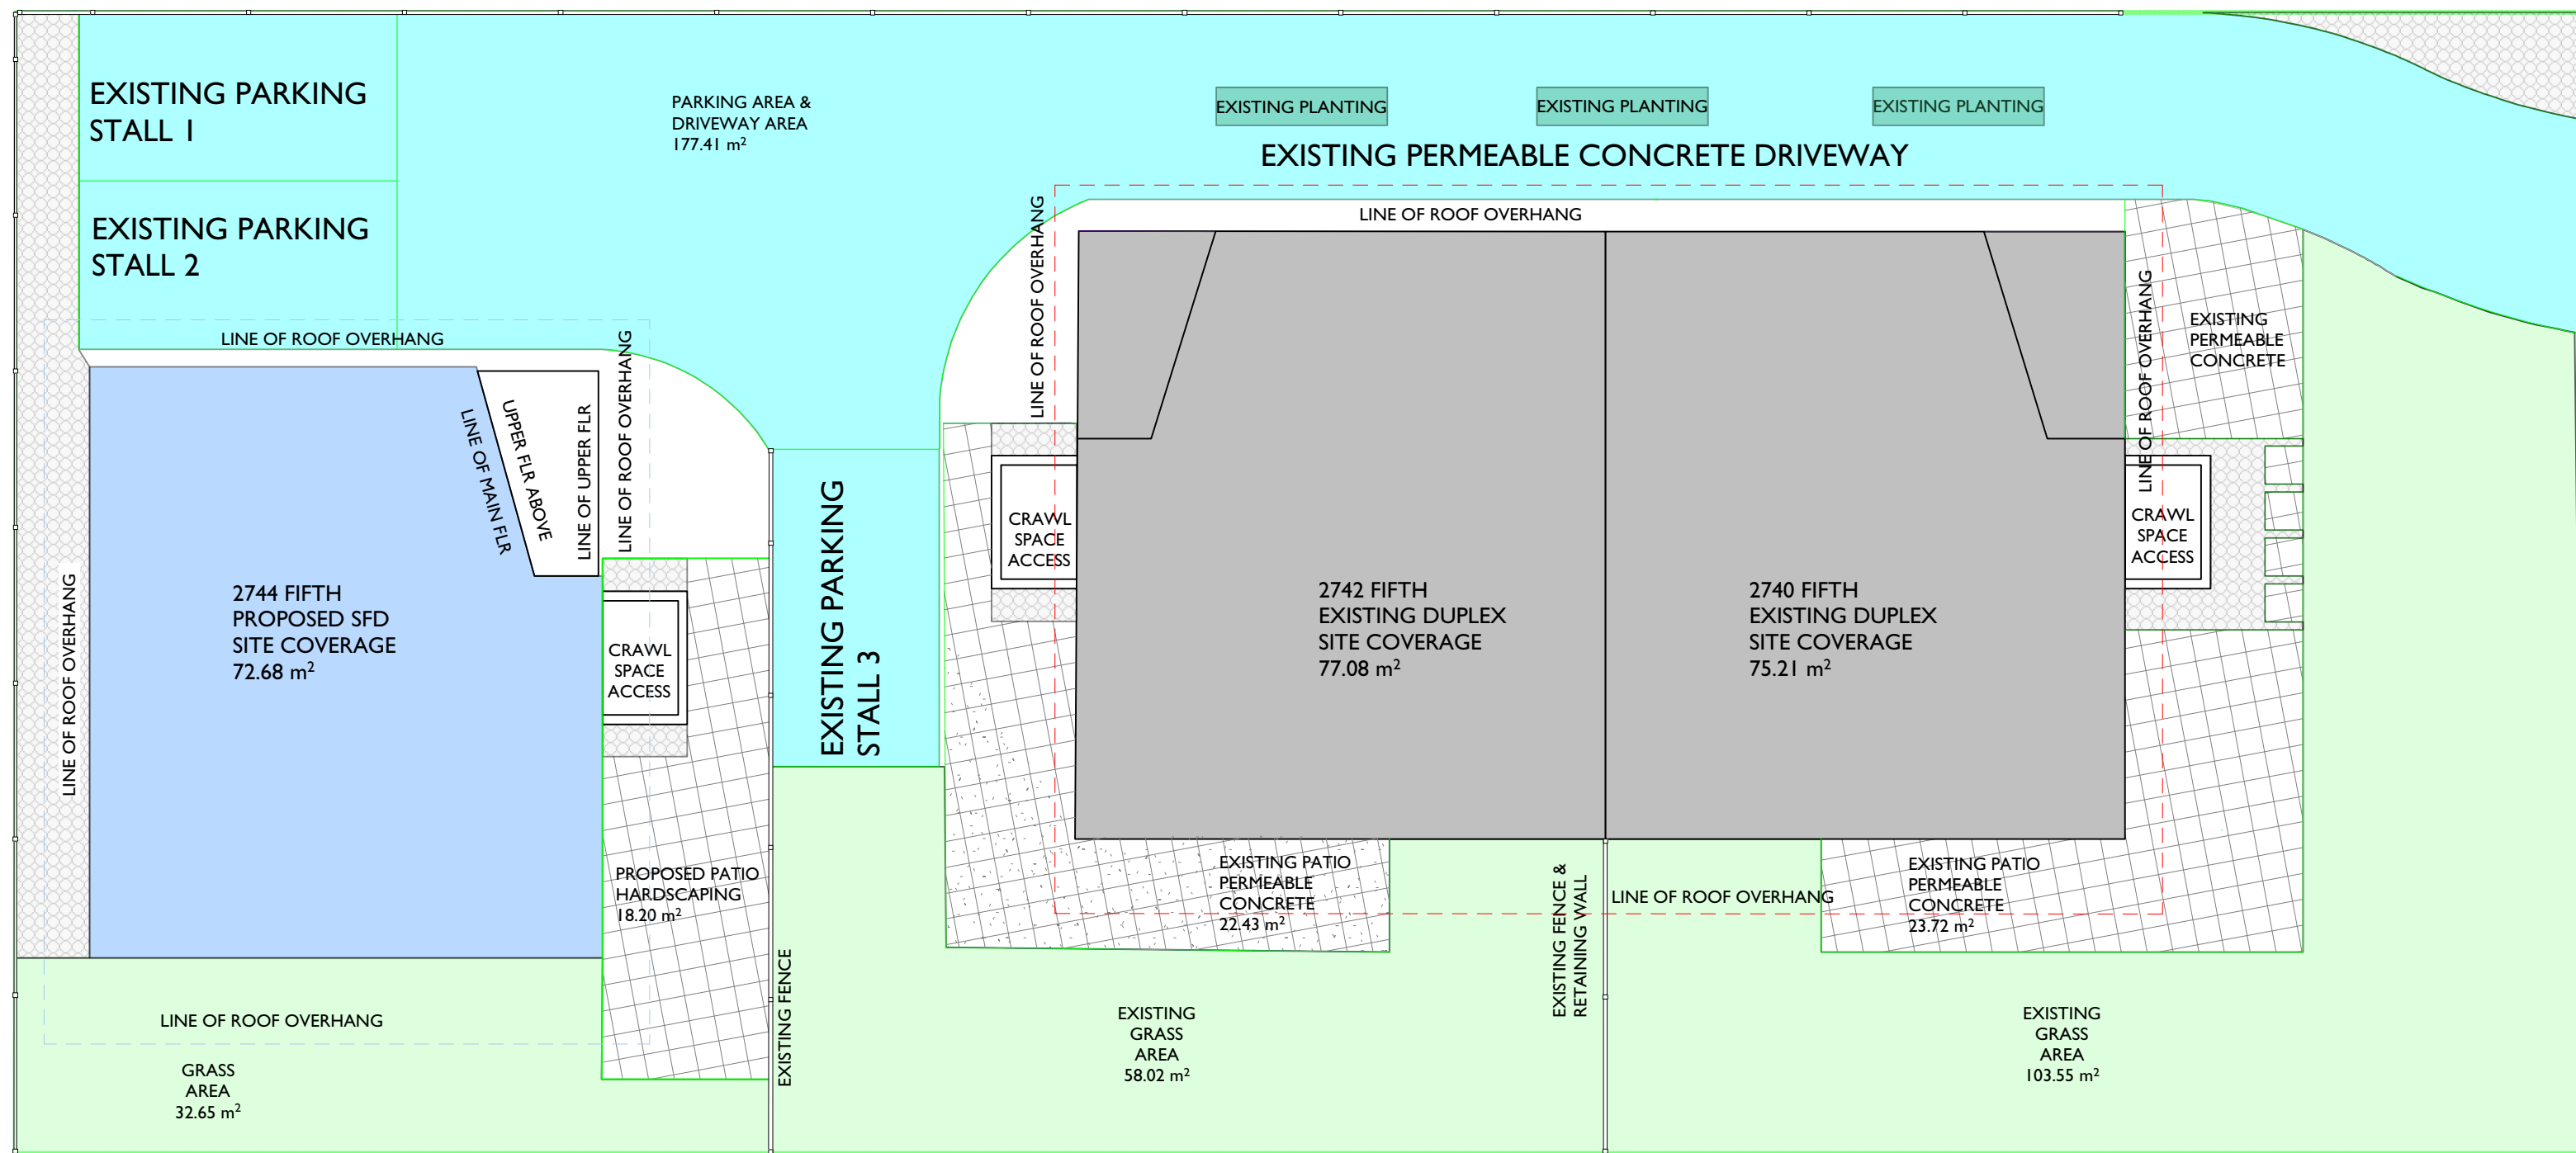 EXISTING PARKING
STALL 1
EXISTING PARKING
STALL 2
PARKING AREA &
DRIVEWAY AREA
177.41 m²
EXISTING PLANTING
EXISTING PLANTING
EXISTING PLANTING
EXISTING PERMEABLE CONCRETE DRIVEWAY
LINE OF ROOF OVERHANG
LINE OF ROOF OVERHANG
LINE OF ROOF OVERHANG
LINE OF ROOF OVERHANG
LINE OF ROOF OVERHANG
EXISTING
PERMEABLE
CONCRETE
LINE OF MAIN FLR
UPPER FLR ABOVE
LINE OF UPPER FLR
LINE OF ROOF OVERHANG
2744 FIFTH
PROPOSED SFD
SITE COVERAGE
72.68 m²
CRAWL
SPACE
ACCESS
EXISTING PARKING
STALL 3
CRAWL
SPACE
ACCESS
2742 FIFTH
EXISTING DUPLEX
SITE COVERAGE
77.08 m²
2740 FIFTH
EXISTING DUPLEX
SITE COVERAGE
75.21 m²
CRAWL
SPACE
ACCESS
PROPOSED PATIO
HARDSCAPING
18.20 m²
EXISTING FENCE
EXISTING PATIO
PERMEABLE
CONCRETE
22.43 m²
EXISTING FENCE &
RETAINING WALL
LINE OF ROOF OVERHANG
EXISTING PATIO
PERMEABLE
CONCRETE
23.72 m²
LINE OF ROOF OVERHANG
GRASS
AREA
32.65 m²
EXISTING
GRASS
AREA
58.02 m²
EXISTING
GRASS
AREA
103.55 m²